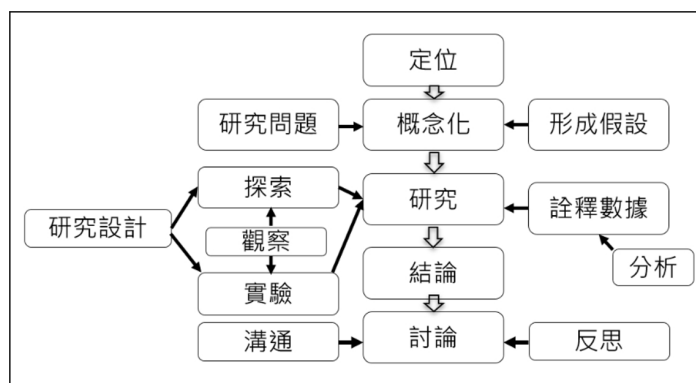 定位
研究問題
概念化
形成假設
探索
研究
詮釋數據
研究設計
觀察
分析
結論
實驗
溝通
討論
反思